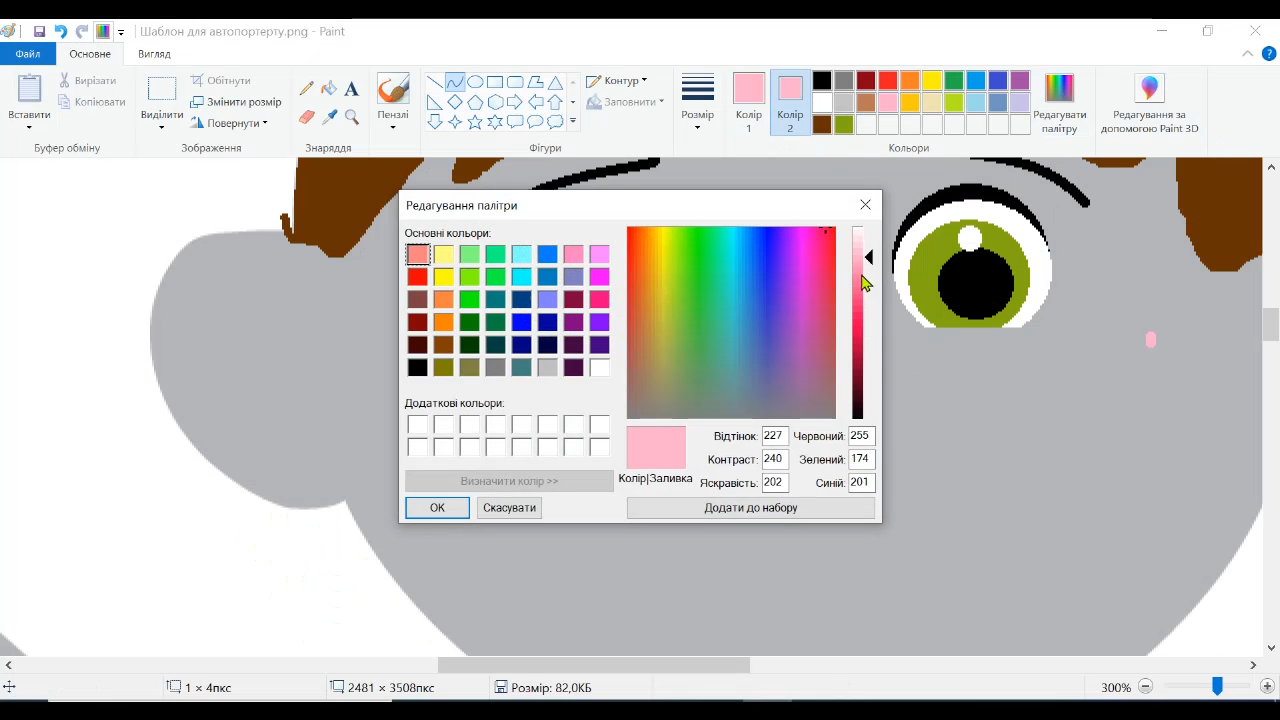 Шаблон для автопортерту.png - Paint
Файл
Основне
Вигляд
Вставити
Вирізати
Копіювати
Буфер обміну
Виділити
Обітнути
Змінити розмір
Повернути
Зображення
A
Знаряддя
Пензлі
Контур
Заповнити
Фігури
Розмір
Колір
1
Колір
2
Редагувати
палітру
Кольори
Редагування за
допомогою Paint 3D
Редагування палітри
Основні кольори:
Додаткові кольори:
Визначити колір >>
OK
Скасувати
Колір|Заливка
Відтінок: 227
Червоний: 255
Контраст: 240
Зелений: 174
Яскравість: 202
Синій: 201
Додати до набору
1 × 4пкс
2481 × 3508пкс
Розмір: 82,0КБ
300%